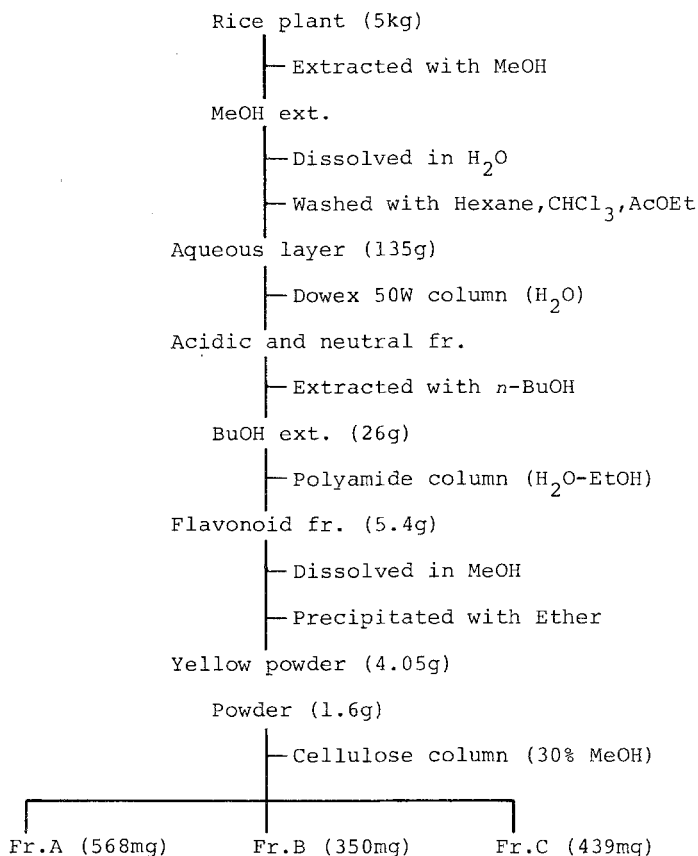 Rice plant (5kg)
Extracted with MeOH
MeOH ext.
Dissolved in H2O
Washed with Hexane,CHCl3,AcOEt
Aqueous layer (135g)
Dowex 50W column (H2O)
Acidic and neutral fr.
Extracted with n-BuOH
BuOH ext. (26g)
Polyamide column (H2O-EtOH)
Flavonoid fr. (5.4g)
Dissolved in MeOH
Precipitated with Ether
Yellow powder (4.05g)
Powder (1.6g)
Cellulose column (30% MeOH)
Fr.A (568mg) Fr.B (350mg) Fr.C (439mg)